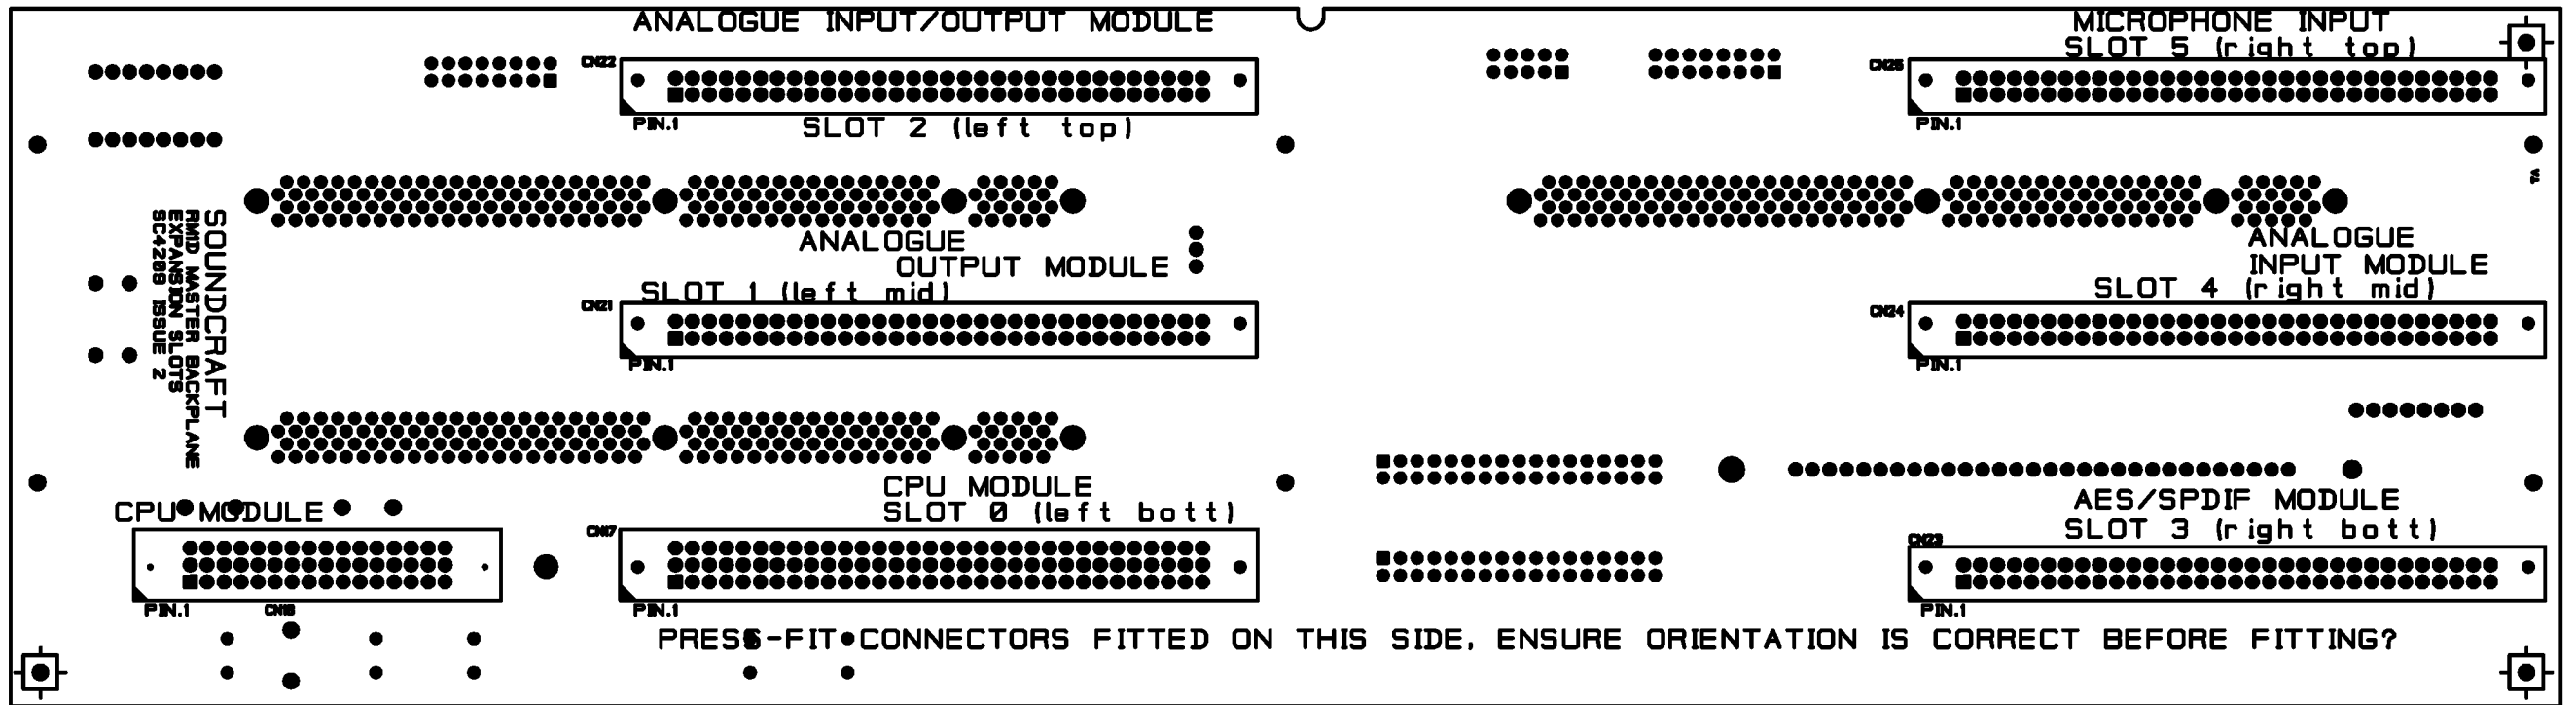 ANALOGUE INPUT/OUTPUT MODULE
CN22
PIN.1
SLOT 2 (left top)
MICROPHONE INPUT
SLOT 5 (right top)
CN25
PIN.1
SOUNDCRAFT
RMID MASTER BACKPLANE
EXPANSION SLOTS
SC4209 ISSUE 2
ANALOGUE
OUTPUT MODULE
SLOT 1 (left mid)
CN21
PIN.1
ANALOGUE
INPUT MODULE
SLOT 4 (right mid)
CN24
PIN.1
CPU MODULE
PIN.1
CPU MODULE
SLOT 0 (left bott)
CN17
PIN.1
AES/SPDIF MODULE
SLOT 3 (right bott)
CN23
PIN.1
PRESS-FIT CONNECTORS FITTED ON THIS SIDE, ENSURE ORIENTATION IS CORRECT BEFORE FITTING?